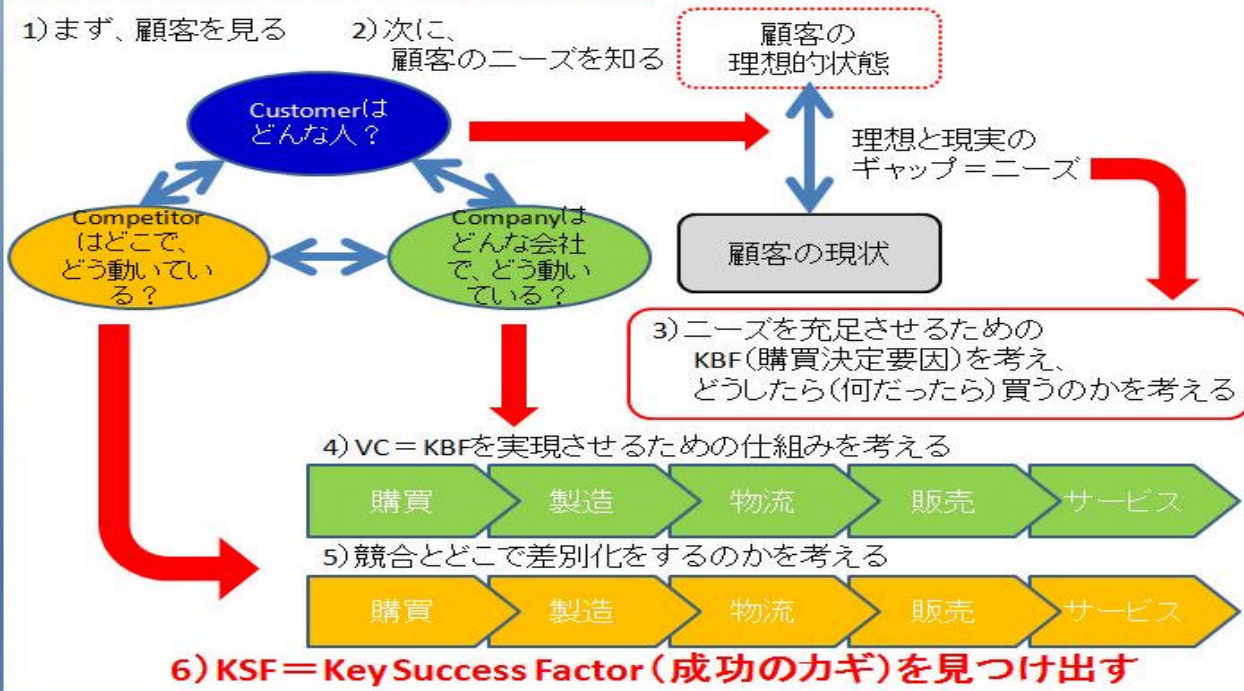 1)まず、顧客を見る
2)次に、
顧客のニーズを知る
顧客の
理想的状態
Customerは
どんな人？
理想と現実の
ギャップ＝ニーズ
Competitor
はどこで、
どう動いてい
る？
Companyは
どんな会社
で、どう動い
ている？
顧客の現状
3)ニーズを充足させるための
KBF(購買決定要因)を考え、
どうしたら(何だったら)買うのかを考える
4)VC＝KBFを実現させるための仕組みを考える
購買 製造 物流 販売 サービス
5)競合とどこで差別化をするのかを考える
購買 製造 物流 販売 サービス
6)KSF＝Key Success Factor(成功のカギ)を見つけ出す